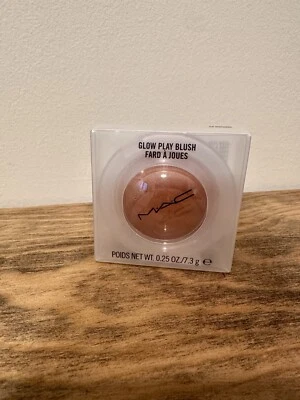 GLOW PLAY BLUSH
FARD À JOUES
MAC
POIDS NET WT. 0.25 OZ./7.3 g ℮